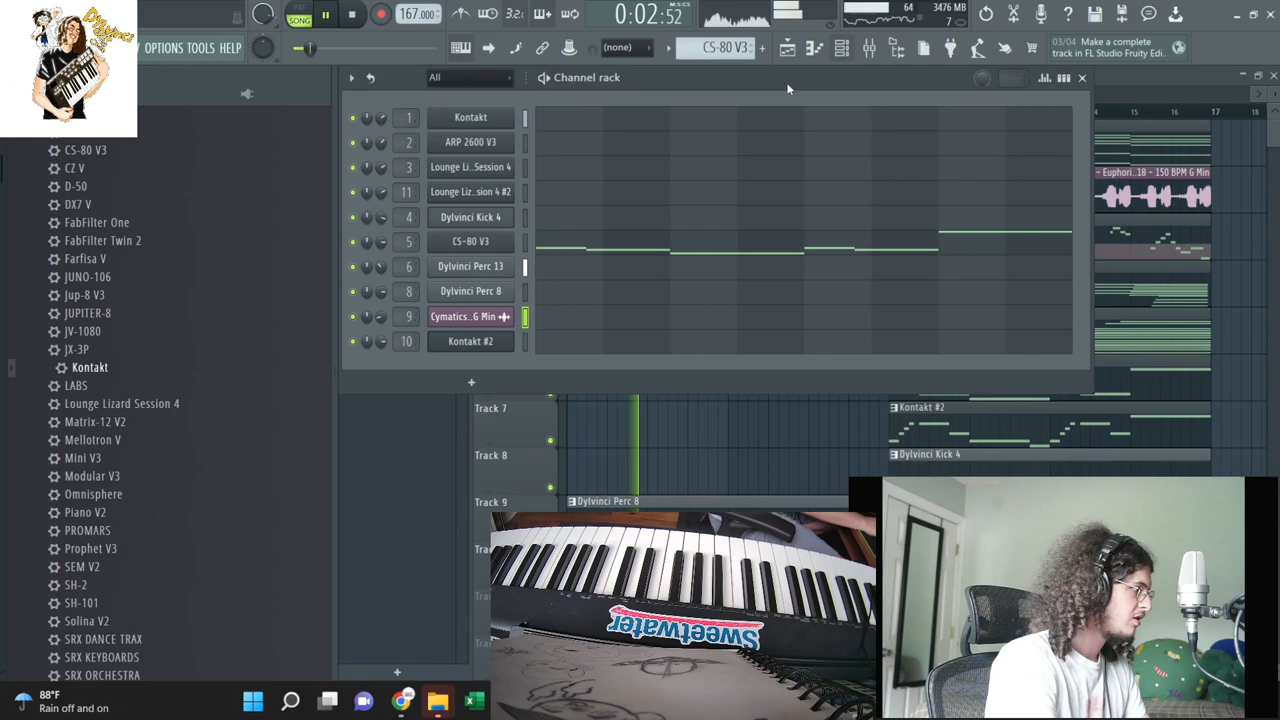 Dylvinci
SONG
167.000
3.2.
0:02:52
M:S:CS
64
3476 MB
7
OPTIONS TOOLS HELP
(none)
CS-80 V3
03/04 Make a complete
track in FL Studio Fruity Edi..
All
Channel rack
1 Kontakt
2 ARP 2600 V3
3 Lounge Li..Session 4
11 Lounge Liz..sion 4 #2
4 Dylvinci Kick 4
5 CS-80 V3
6 Dylvinci Perc 13
8 Dylvinci Perc 8
9 Cymatics..G Min
10 Kontakt #2
15 16 17 18
~ Euphori..18 ~ 150 BPM G Min
CS-80 V3
CZ V
D-50
DX7 V
FabFilter One
FabFilter Twin 2
Farfisa V
JUNO-106
Jup-8 V3
JUPITER-8
JV-1080
JX-3P
Kontakt
LABS
Lounge Lizard Session 4
Matrix-12 V2
Mellotron V
Mini V3
Modular V3
Omnisphere
Piano V2
PROMARS
Prophet V3
SEM V2
SH-2
SH-101
Solina V2
SRX DANCE TRAX
SRX KEYBOARDS
SRX ORCHESTRA
Track 7
Kontakt #2
Track 8
Dylvinci Kick 4
Track 9
Dylvinci Perc 8
Sweetwater
88°F
Rain off and on